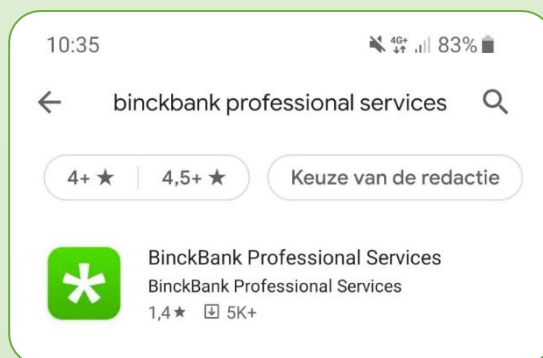 10:35 4G+ 83%
binckbank professional services
4+ ★ 4,5+ ★ Keuze van de redactie
BinckBank Professional Services
BinckBank Professional Services
1,4★ 5K+